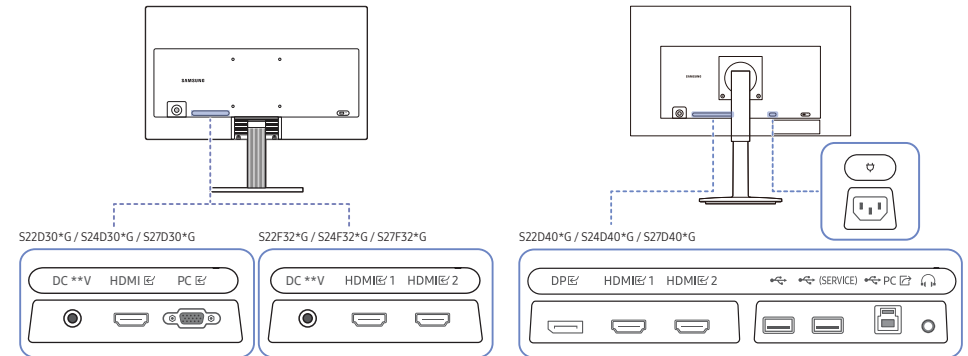 SAMSUNG
SAMSUNG
S22D30*G / S24D30*G / S27D30*G
S22F32*G / S24F32*G / S27F32*G
S22D40*G / S24D40*G / S27D40*G
DC **V HDMI PC
DC **V HDMI 1 HDMI 2
DP HDMI 1 HDMI 2 (SERVICE) PC